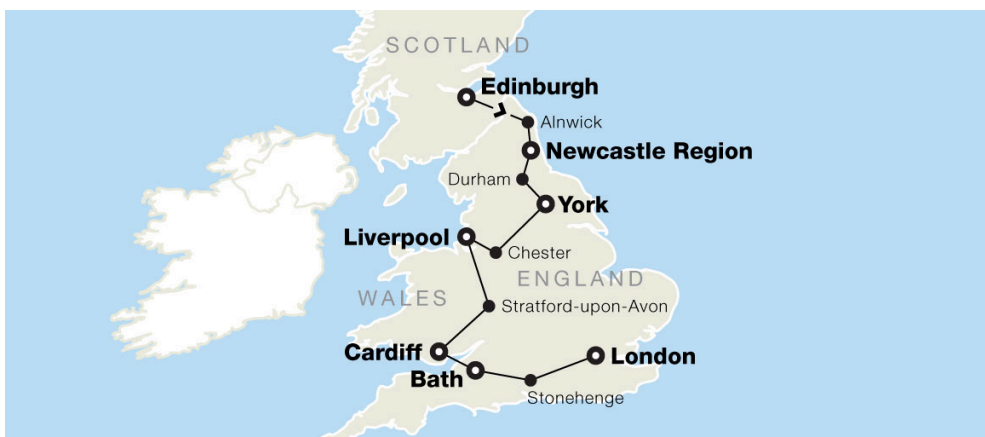 SCOTLAND
Edinburgh
Alnwick
Newcastle Region
Durham
York
Liverpool
Chester
ENGLAND
WALES
Stratford-upon-Avon
Cardiff
London
Bath
Stonehenge